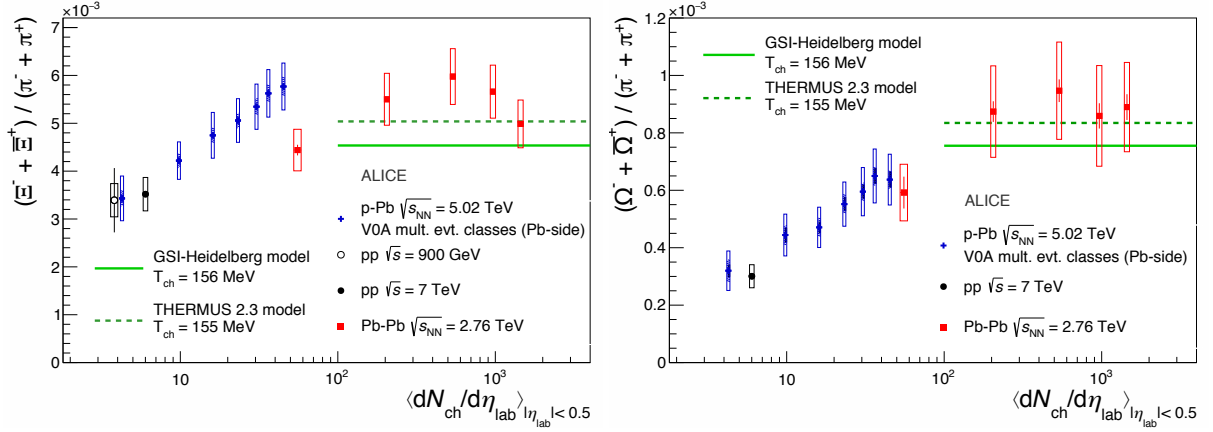 ×10⁻³
(Ξ⁻ + Ξ̅⁺) / (π⁻ + π⁺)
7
6
5
4
3
2
1
0
ALICE
p-Pb √s_NN = 5.02 TeV
V0A mult. evt. classes (Pb-side)
pp √s = 900 GeV
pp √s = 7 TeV
Pb-Pb √s_NN = 2.76 TeV
GSI-Heidelberg model
T_ch = 156 MeV
THERMUS 2.3 model
T_ch = 155 MeV
10
10²
10³
⟨dN_ch/dη_lab⟩_|η_lab| < 0.5
×10⁻³
(Ω⁻ + Ω̅⁺) / (π⁻ + π⁺)
1.2
1
0.8
0.6
0.4
0.2
0
GSI-Heidelberg model
T_ch = 156 MeV
THERMUS 2.3 model
T_ch = 155 MeV
ALICE
p-Pb √s_NN = 5.02 TeV
V0A mult. evt. classes (Pb-side)
pp √s = 7 TeV
Pb-Pb √s_NN = 2.76 TeV
10
10²
10³
⟨dN_ch/dη_lab⟩_|η_lab| < 0.5